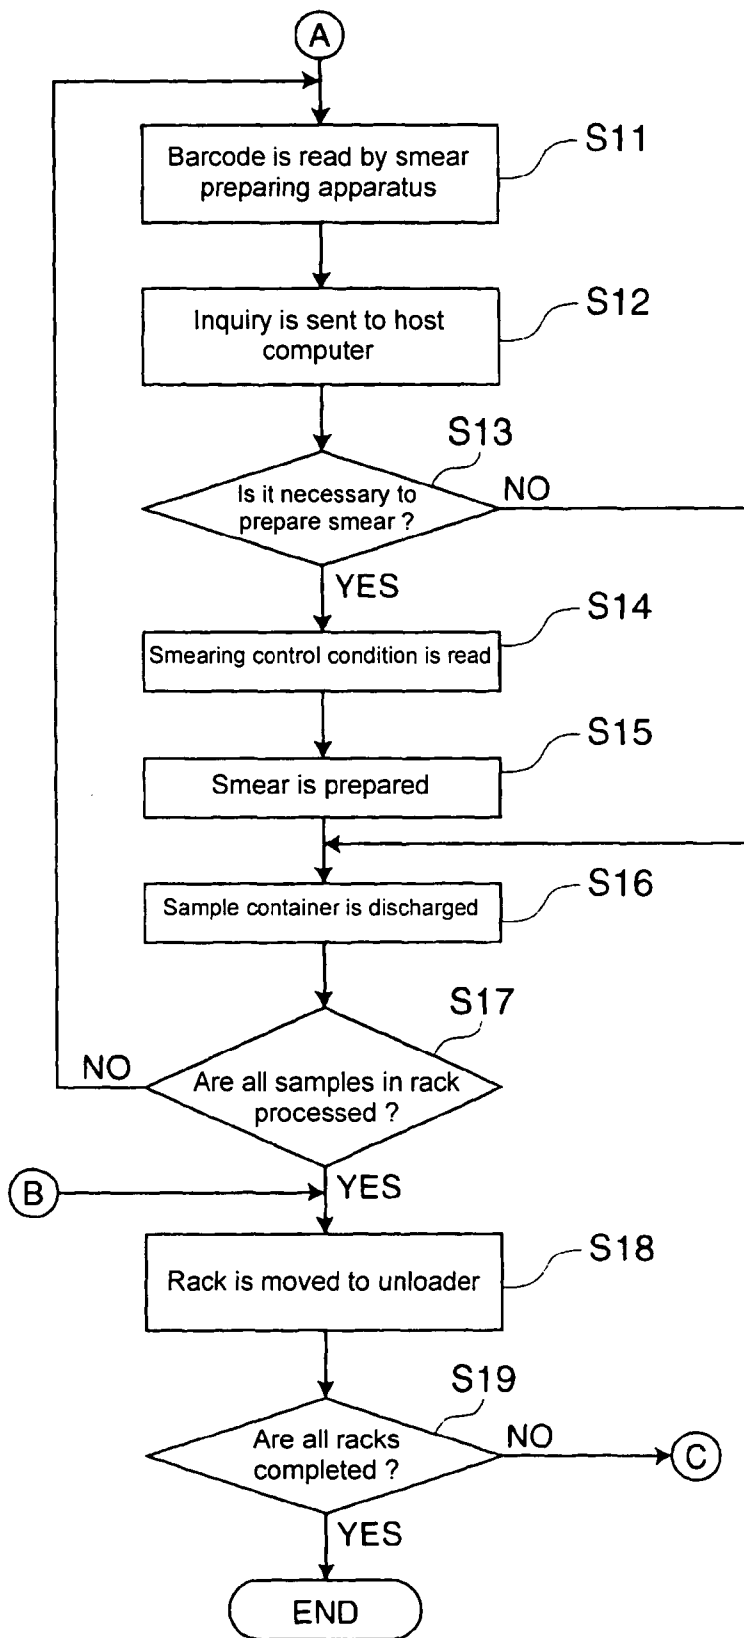 A
S11
Barcode is read by smear
preparing apparatus
S12
Inquiry is sent to host
computer
S13
Is it necessary to
prepare smear ?
NO
YES
S14
Smearing control condition is read
S15
Smear is prepared
S16
Sample container is discharged
S17
NO
Are all samples in rack
processed ?
B
YES
S18
Rack is moved to unloader
S19
Are all racks
completed ?
NO
C
YES
END